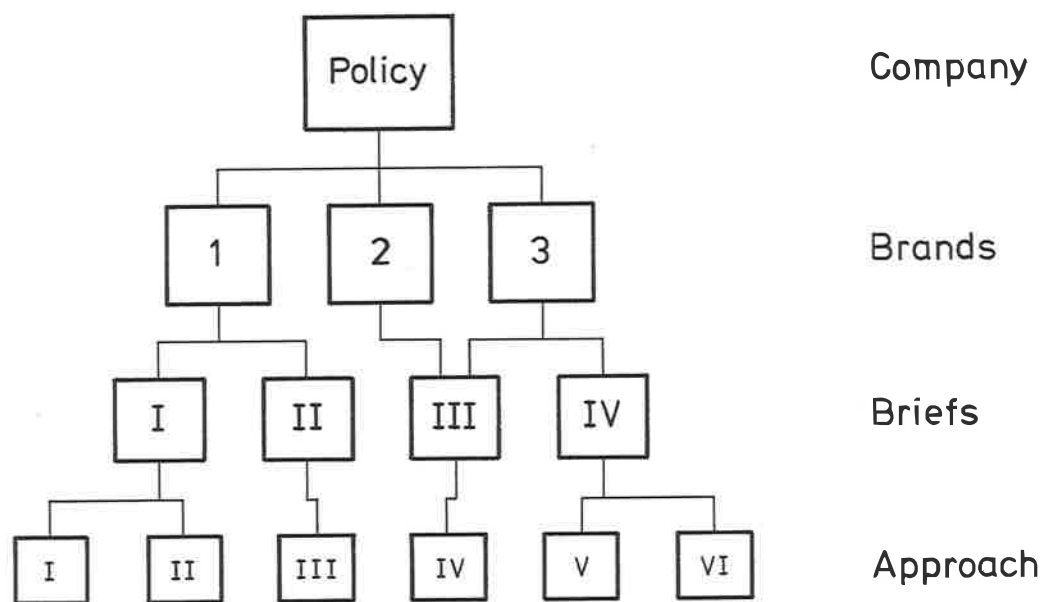 Policy Company
1 2 3 Brands
I II III IV Briefs
I II III IV V VI Approach